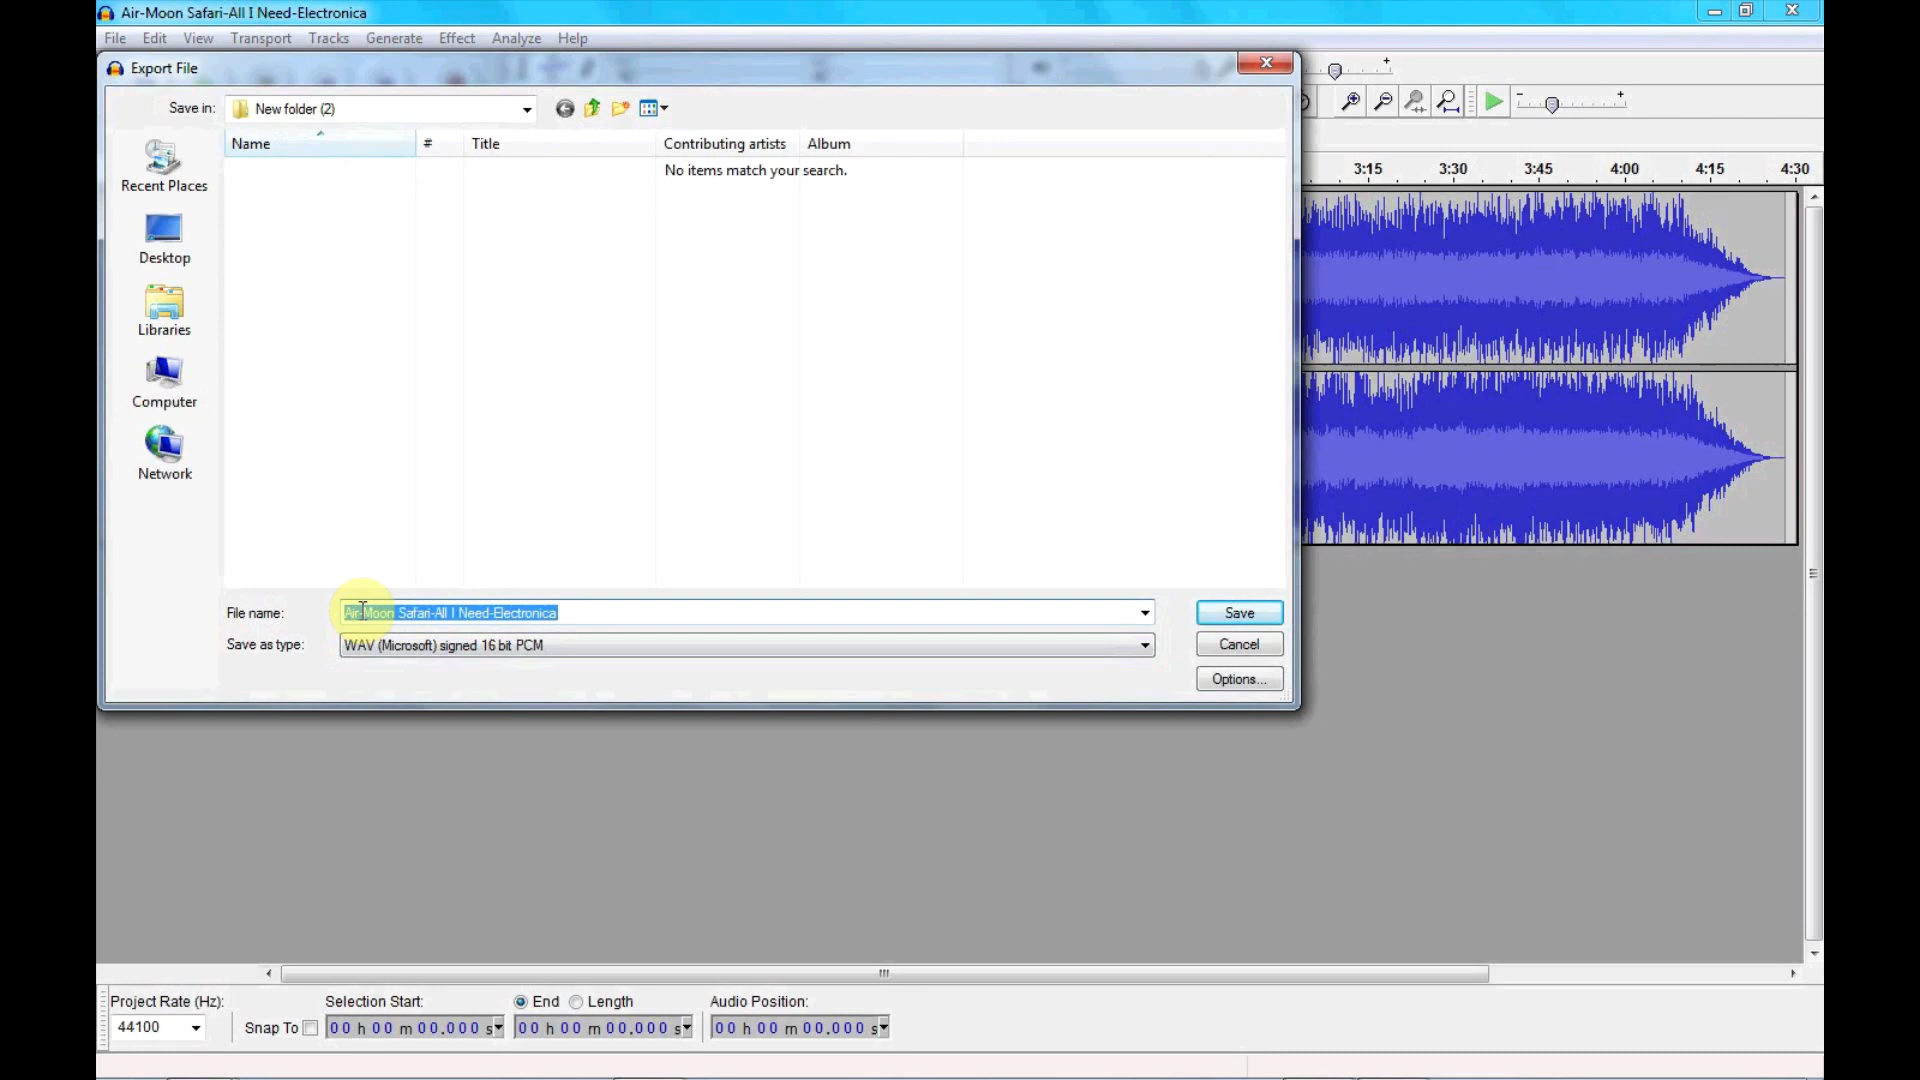 Air-Moon Safari-All I Need-Electronica
File Edit View Transport Tracks Generate Effect Analyze Help
Export File
Save in: New folder (2)
Name # Title Contributing artists Album
No items match your search.
Recent Places
Desktop
Libraries
Computer
Network
3:15 3:30 3:45 4:00 4:15 4:30
File name: Air-Moon Safari-All I Need-Electronica Save
Save as type: WAV (Microsoft) signed 16 bit PCM Cancel
Options...
Project Rate (Hz): Selection Start: End Length Audio Position:
44100 Snap To 00 h 00 m 00.000 s 00 h 00 m 00.000 s 00 h 00 m 00.000 s